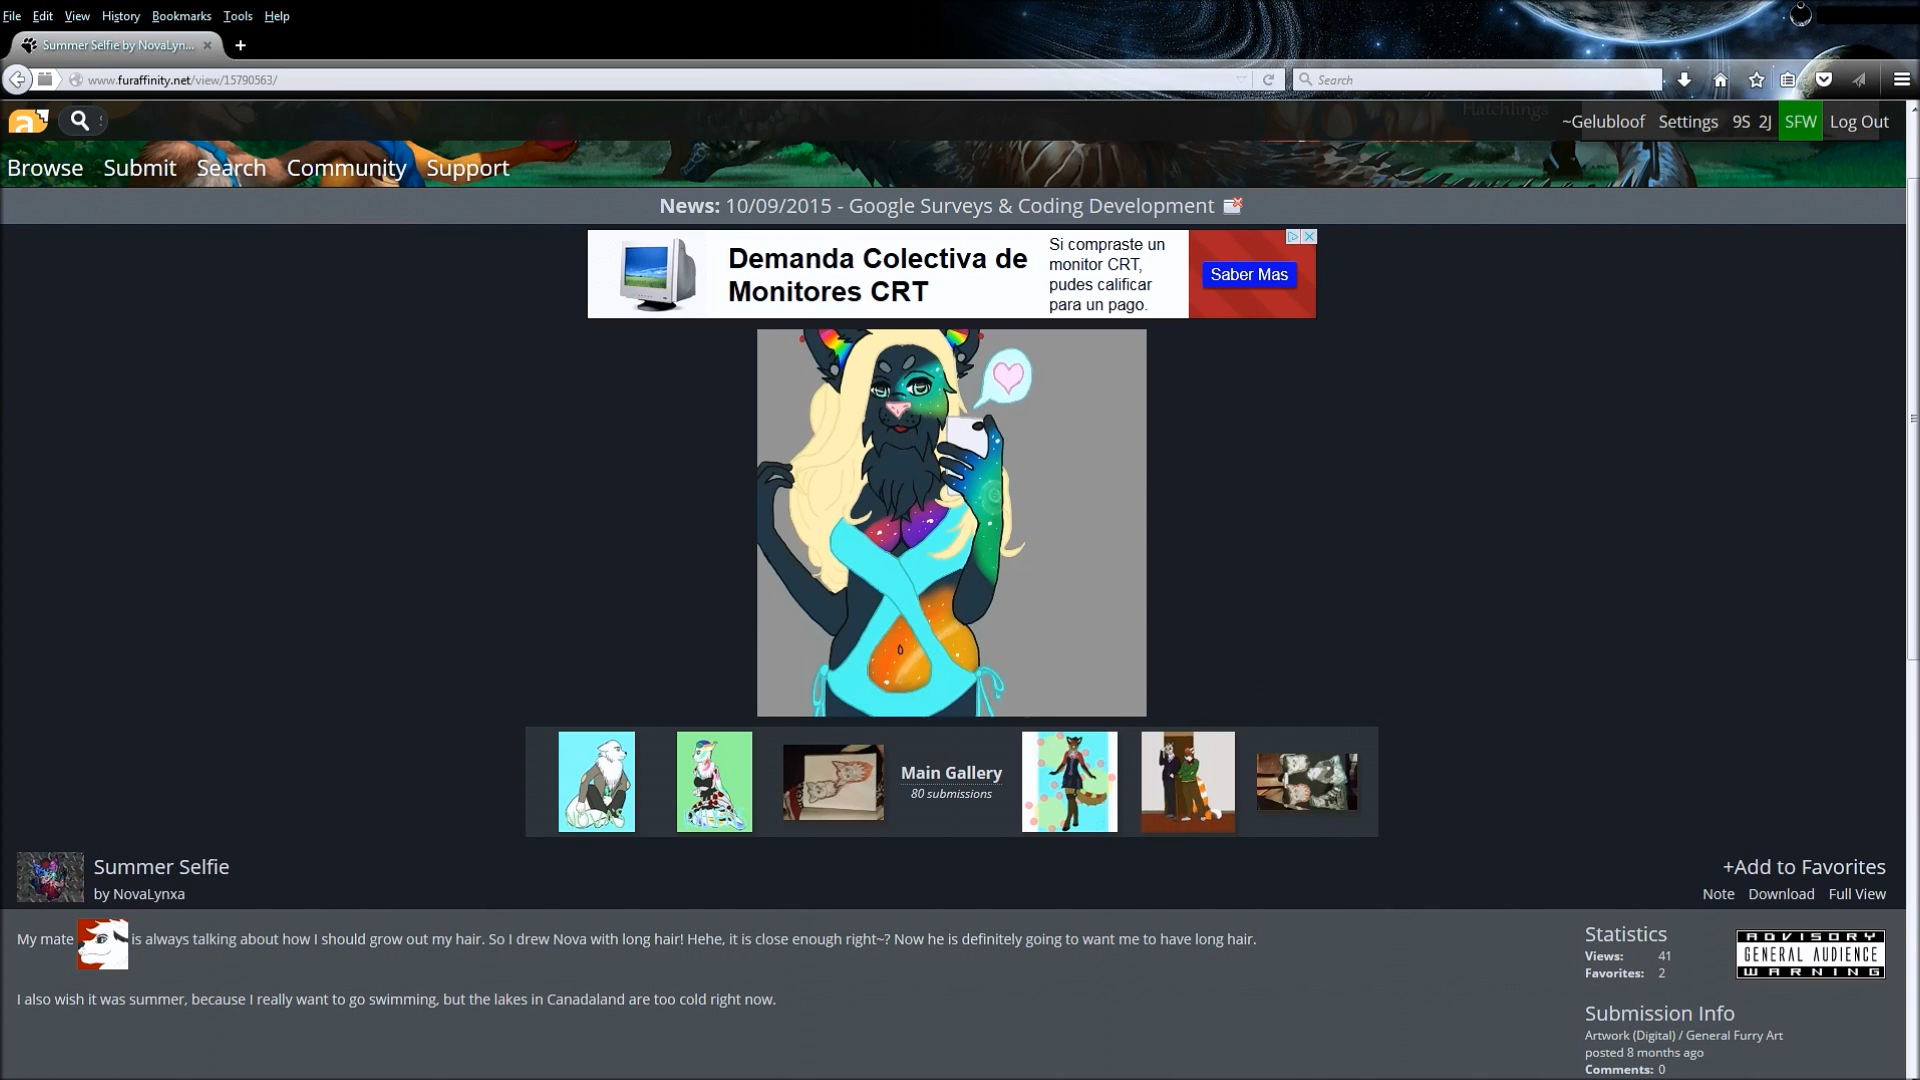 File Edit View History Bookmarks Tools Help
Summer Selfie by NovaLyn...
www.furaffinity.net/view/15790563/
Search
Hatchlings
~Gelubloof Settings 9S 2J SFW Log Out
Browse Submit Search Community Support
News: 10/09/2015 - Google Surveys & Coding Development
Demanda Colectiva de
Monitores CRT
Si compraste un
monitor CRT,
pudes calificar
para un pago.
Saber Mas
Main Gallery
80 submissions
Summer Selfie
by NovaLynxa
+Add to Favorites
Note Download Full View
My mate is always talking about how I should grow out my hair. So I drew Nova with long hair! Hehe, it is close enough right~? Now he is definitely going to want me to have long hair.
I also wish it was summer, because I really want to go swimming, but the lakes in Canadaland are too cold right now.
Statistics
Views: 41
Favorites: 2
ADVISORY
GENERAL AUDIENCE
WARNING
Submission Info
Artwork (Digital) / General Furry Art
posted 8 months ago
Comments: 0